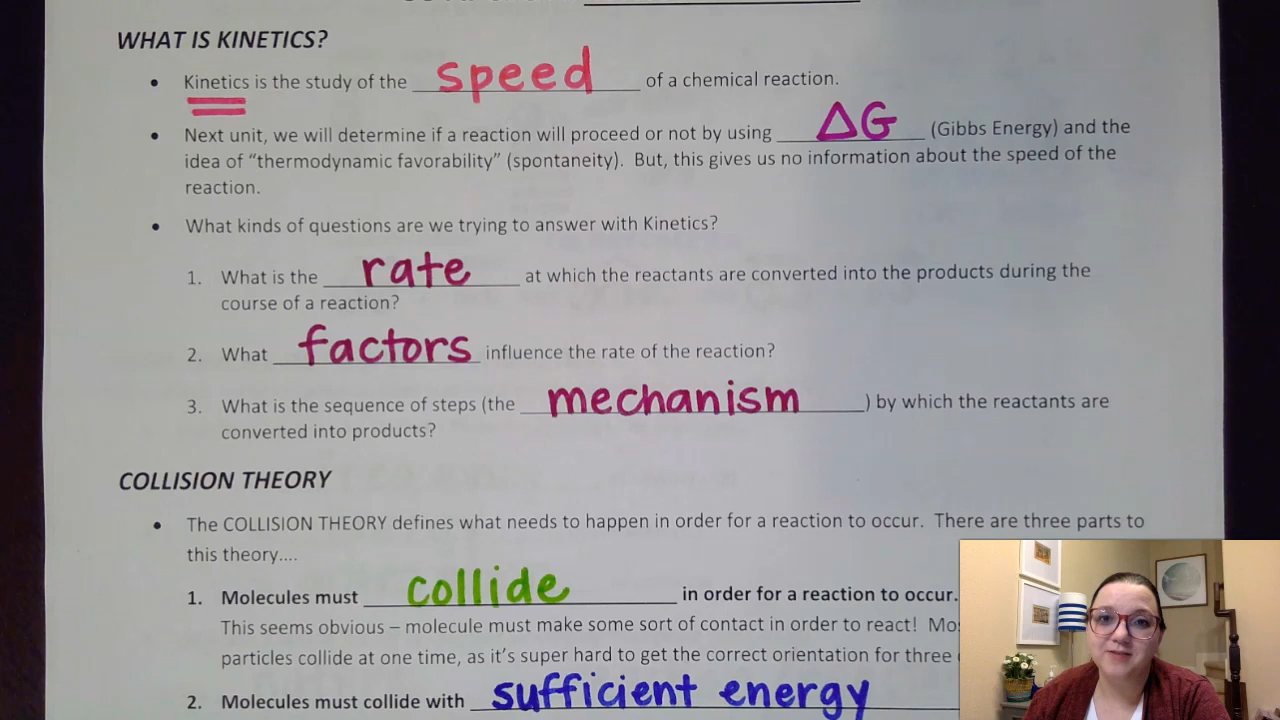 WHAT IS KINETICS?
• Kinetics is the study of the speed of a chemical reaction.
• Next unit, we will determine if a reaction will proceed or not by using ΔG (Gibbs Energy) and the
idea of “thermodynamic favorability” (spontaneity). But, this gives us no information about the speed of the
reaction.
• What kinds of questions are we trying to answer with Kinetics?
1. What is the rate at which the reactants are converted into the products during the
course of a reaction?
2. What factors influence the rate of the reaction?
3. What is the sequence of steps (the mechanism) by which the reactants are
converted into products?
COLLISION THEORY
• The COLLISION THEORY defines what needs to happen in order for a reaction to occur. There are three parts to
this theory....
1. Molecules must collide in order for a reaction to occur.
This seems obvious – molecule must make some sort of contact in order to react!
particles collide at one time, as it’s super hard to get the correct orientation for three
2. Molecules must collide with sufficient energy